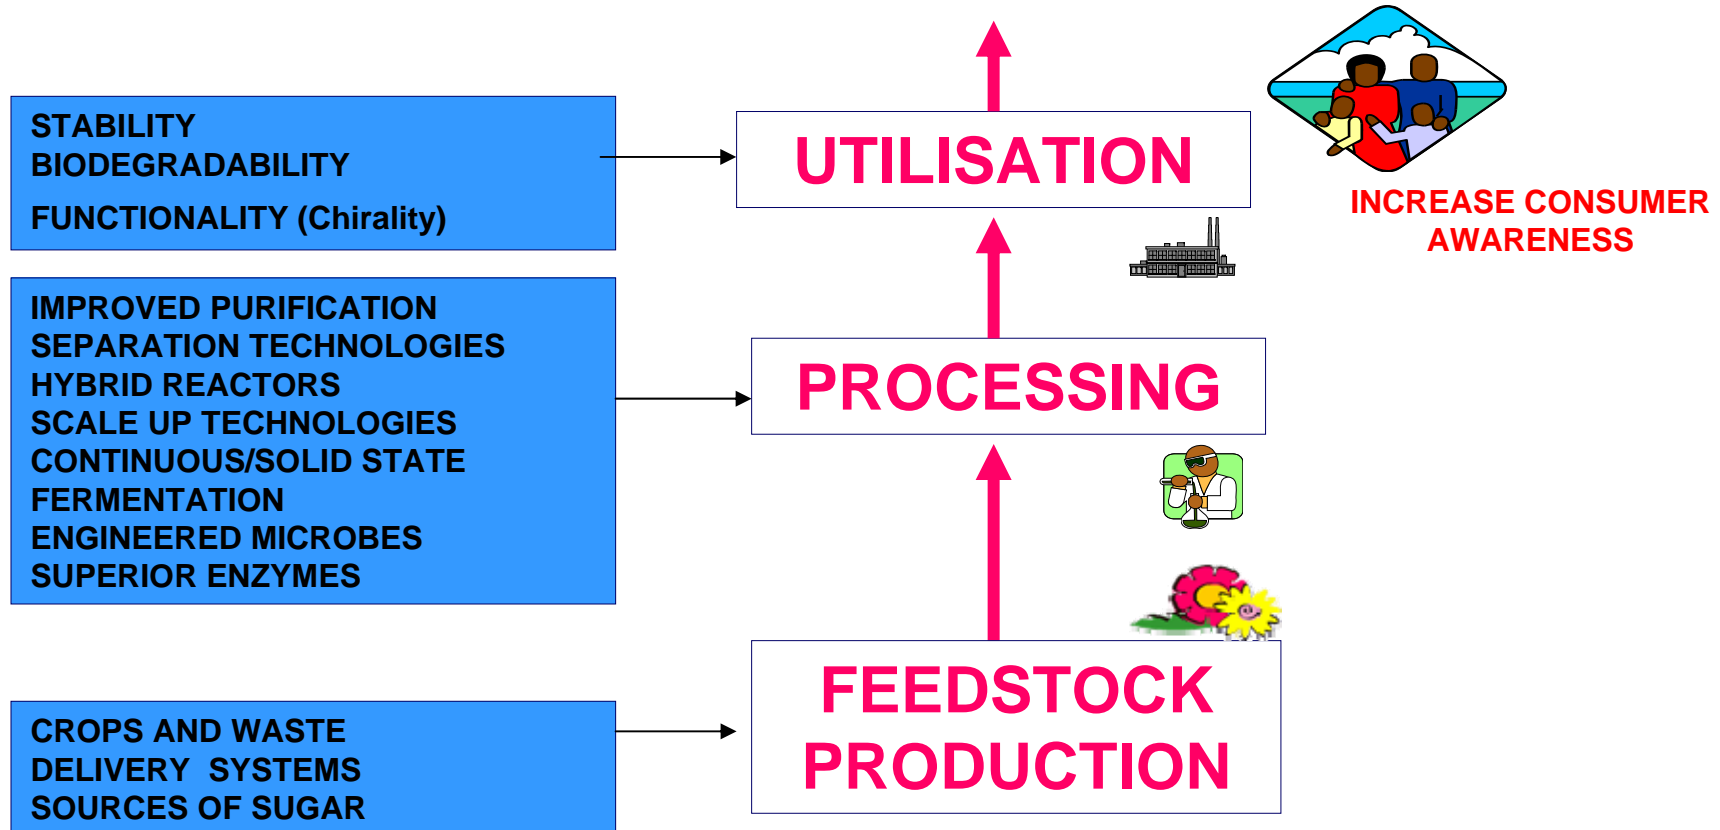 STABILITY
BIODEGRADABILITY
FUNCTIONALITY (Chirality)
UTILISATION
INCREASE CONSUMER
AWARENESS
IMPROVED PURIFICATION
SEPARATION TECHNOLOGIES
HYBRID REACTORS
SCALE UP TECHNOLOGIES
CONTINUOUS/SOLID STATE
FERMENTATION
ENGINEERED MICROBES
SUPERIOR ENZYMES
PROCESSING
CROPS AND WASTE
DELIVERY SYSTEMS
SOURCES OF SUGAR
FEEDSTOCK
PRODUCTION